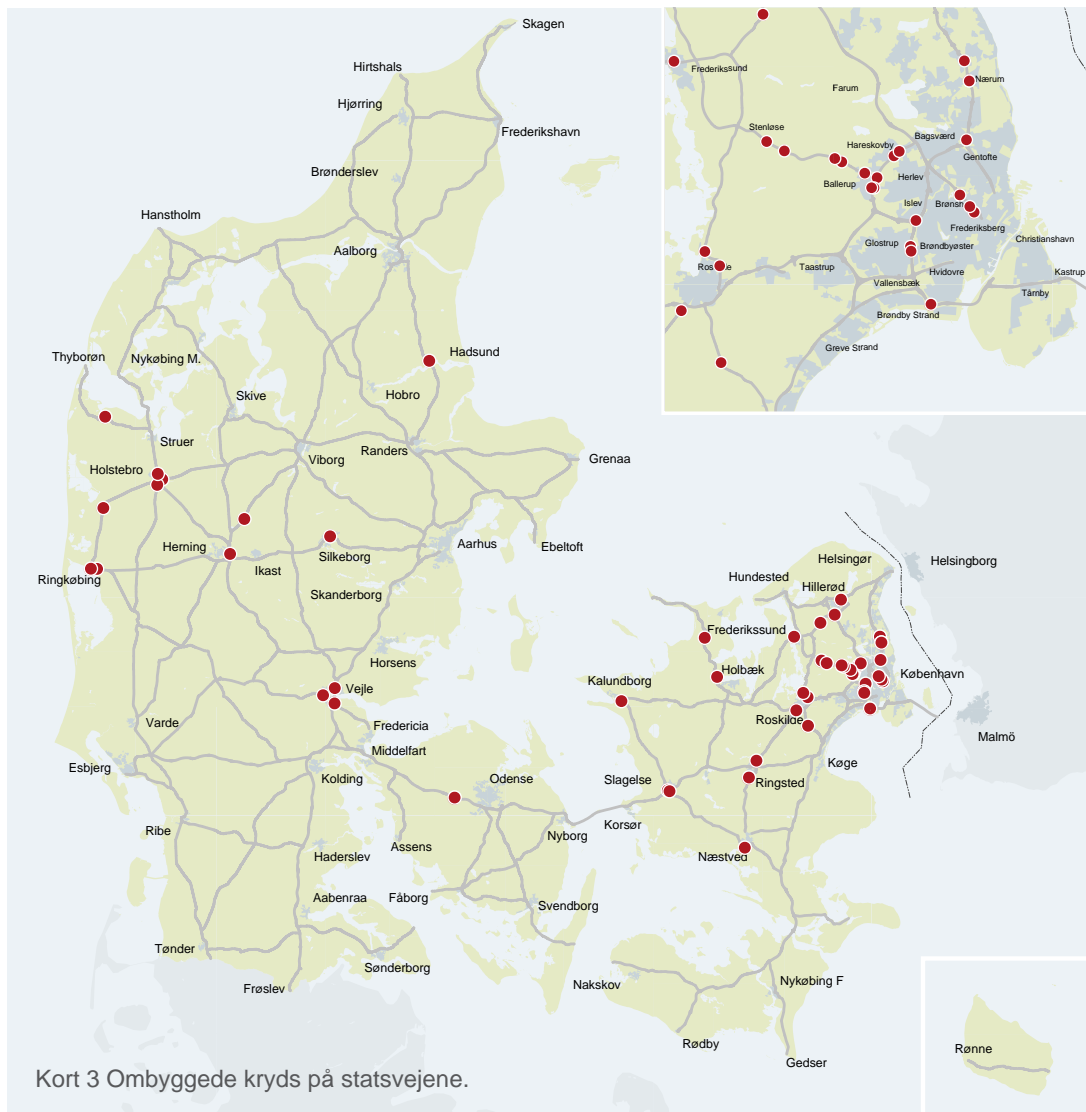 Skagen
Hirtshals
Hjørring
Frederikshavn
Brønderslev
Hanstholm
Aalborg
Thyborøn
Nykøbing M.
Hadsund
Hobro
Skive
Struer
Holstebro
Viborg
Randers
Grenaa
Herning
Ikast
Silkeborg
Aarhus
Ebeltoft
Ringkøbing
Skanderborg
Horsens
Vejle
Varde
Fredericia
Middelfart
Esbjerg
Kolding
Odense
Ribe
Haderslev
Assens
Nyborg
Aabenraa
Fåborg
Svendborg
Tønder
Sønderborg
Frøslev
Helsingør
Helsingborg
Hundested
Hillerød
Frederikssund
Holbæk
København
Kalundborg
Roskilde
Malmö
Køge
Slagelse
Ringsted
Korsør
Næstved
Nakskov
Nykøbing F
Rødby
Gedser
Rønne
Frederikssund
Nærum
Farum
Stenløse
Bagsværd
Hareskovby
Gentofte
Ballerup
Herlev
Islev
Frederiksberg
Christianshavn
Glostrup
Brøndbyøster
Taastrup
Hvidovre
Kastrup
Vallensbæk
Tårnby
Brøndby Strand
Greve Strand
Kort 3 Ombyggede kryds på statsvejene.